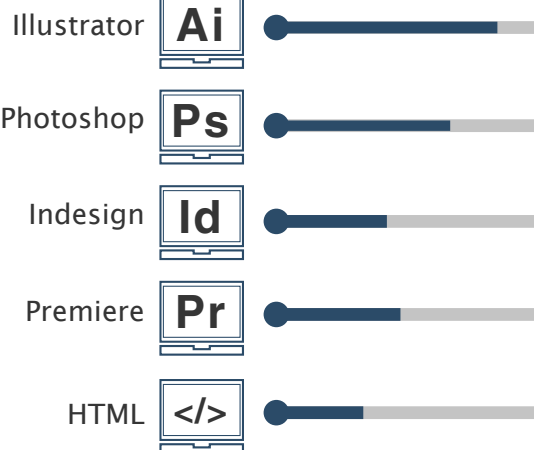 Illustrator Ai
Photoshop Ps
Indesign Id
Premiere Pr
HTML </>